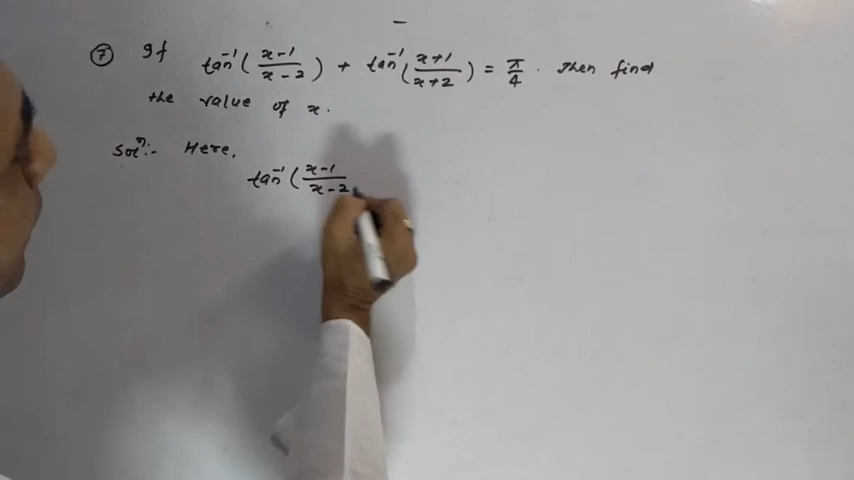 ⑦ If tan⁻¹(x-1/x-2) + tan⁻¹(x+1/x+2) = π/4 . Then find
the value of x.
Solⁿ:- Here,
tan⁻¹(x-1/x-2